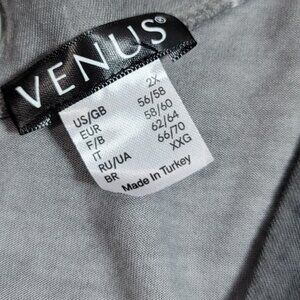 VENUS®
US/GB 2X
EUR 56/58
F/B 58/60
IT 62/64
RU/UA 66/70
BR XXG
Made In Turkey